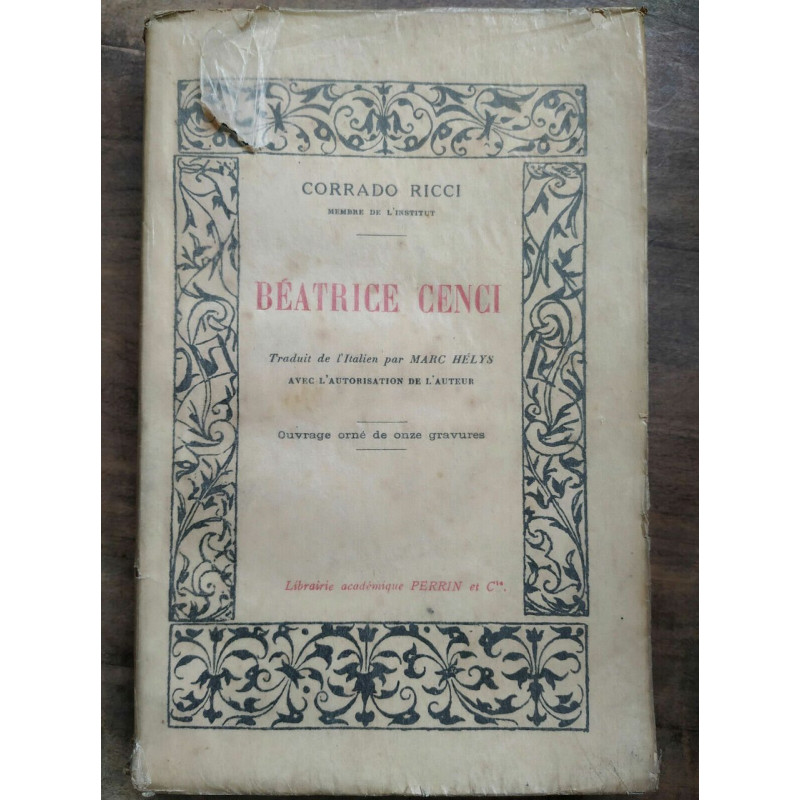 CORRADO RICCI
MEMBRE DE L'INSTITUT
BÉATRICE CENCI
Traduit de l'Italien par MARC HÉLYS
AVEC L'AUTORISATION DE L'AUTEUR
Ouvrage orné de onze gravures
Librairie académique PERRIN et Cie.